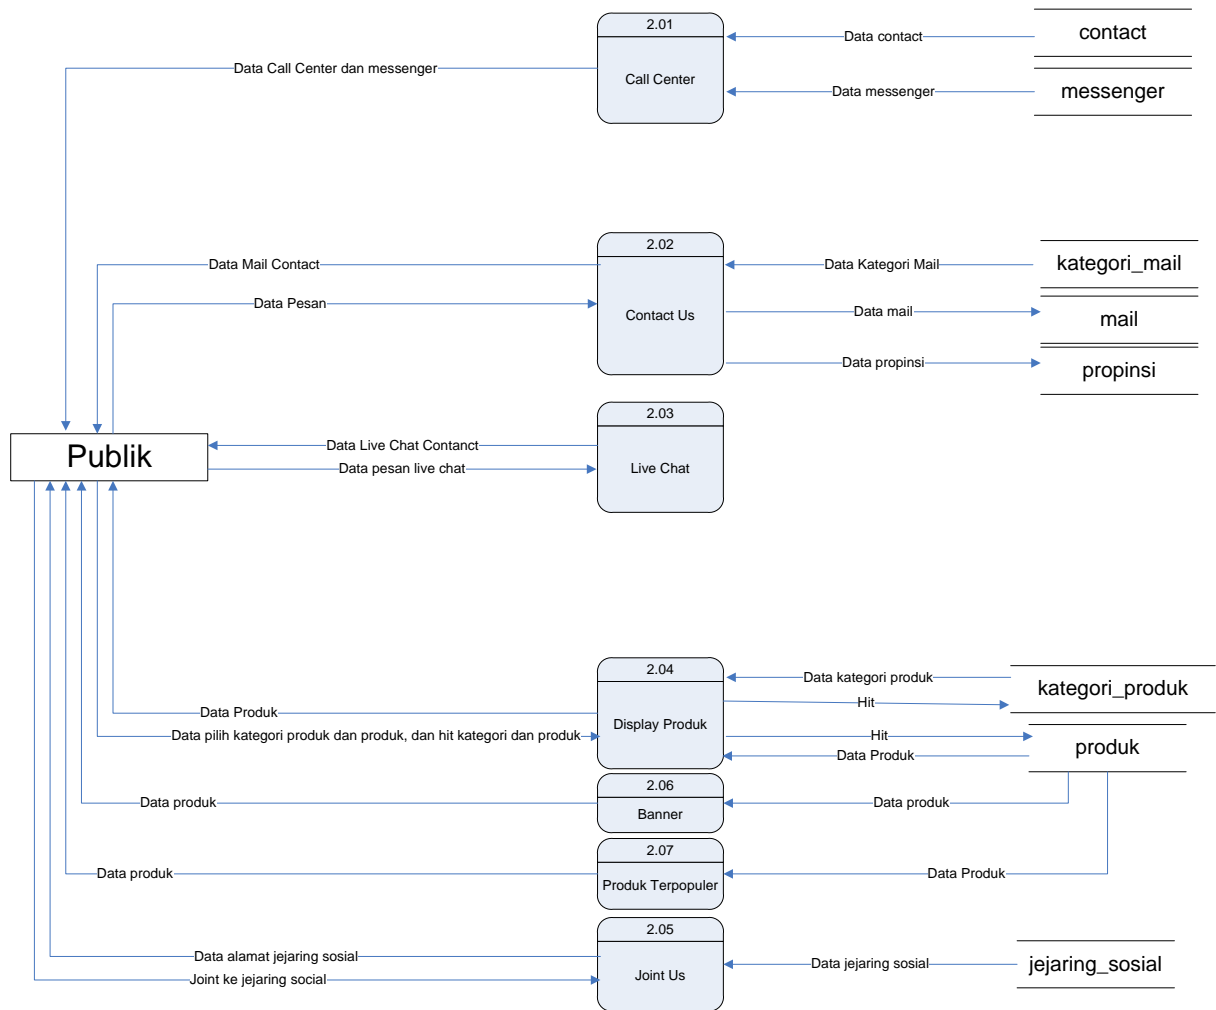 2.01
Data contact
contact
Data Call Center dan messenger
Call Center
Data messenger
messenger
2.02
Data Mail Contact
Data Kategori Mail
kategori_mail
Data Pesan
Contact Us
Data mail
mail
Data propinsi
propinsi
2.03
Publik
Data Live Chat Contanct
Data pesan live chat
Live Chat
2.04
Data kategori produk
kategori_produk
Hit
Data Produk
Display Produk
Data pilih kategori produk dan produk, dan hit kategori dan produk
Hit
produk
Data Produk
2.06
Data produk
Data produk
Banner
2.07
Data produk
Data Produk
Produk Terpopuler
2.05
Data alamat jejaring sosial
Data jejaring sosial
jejaring_sosial
Joint ke jejaring social
Joint Us